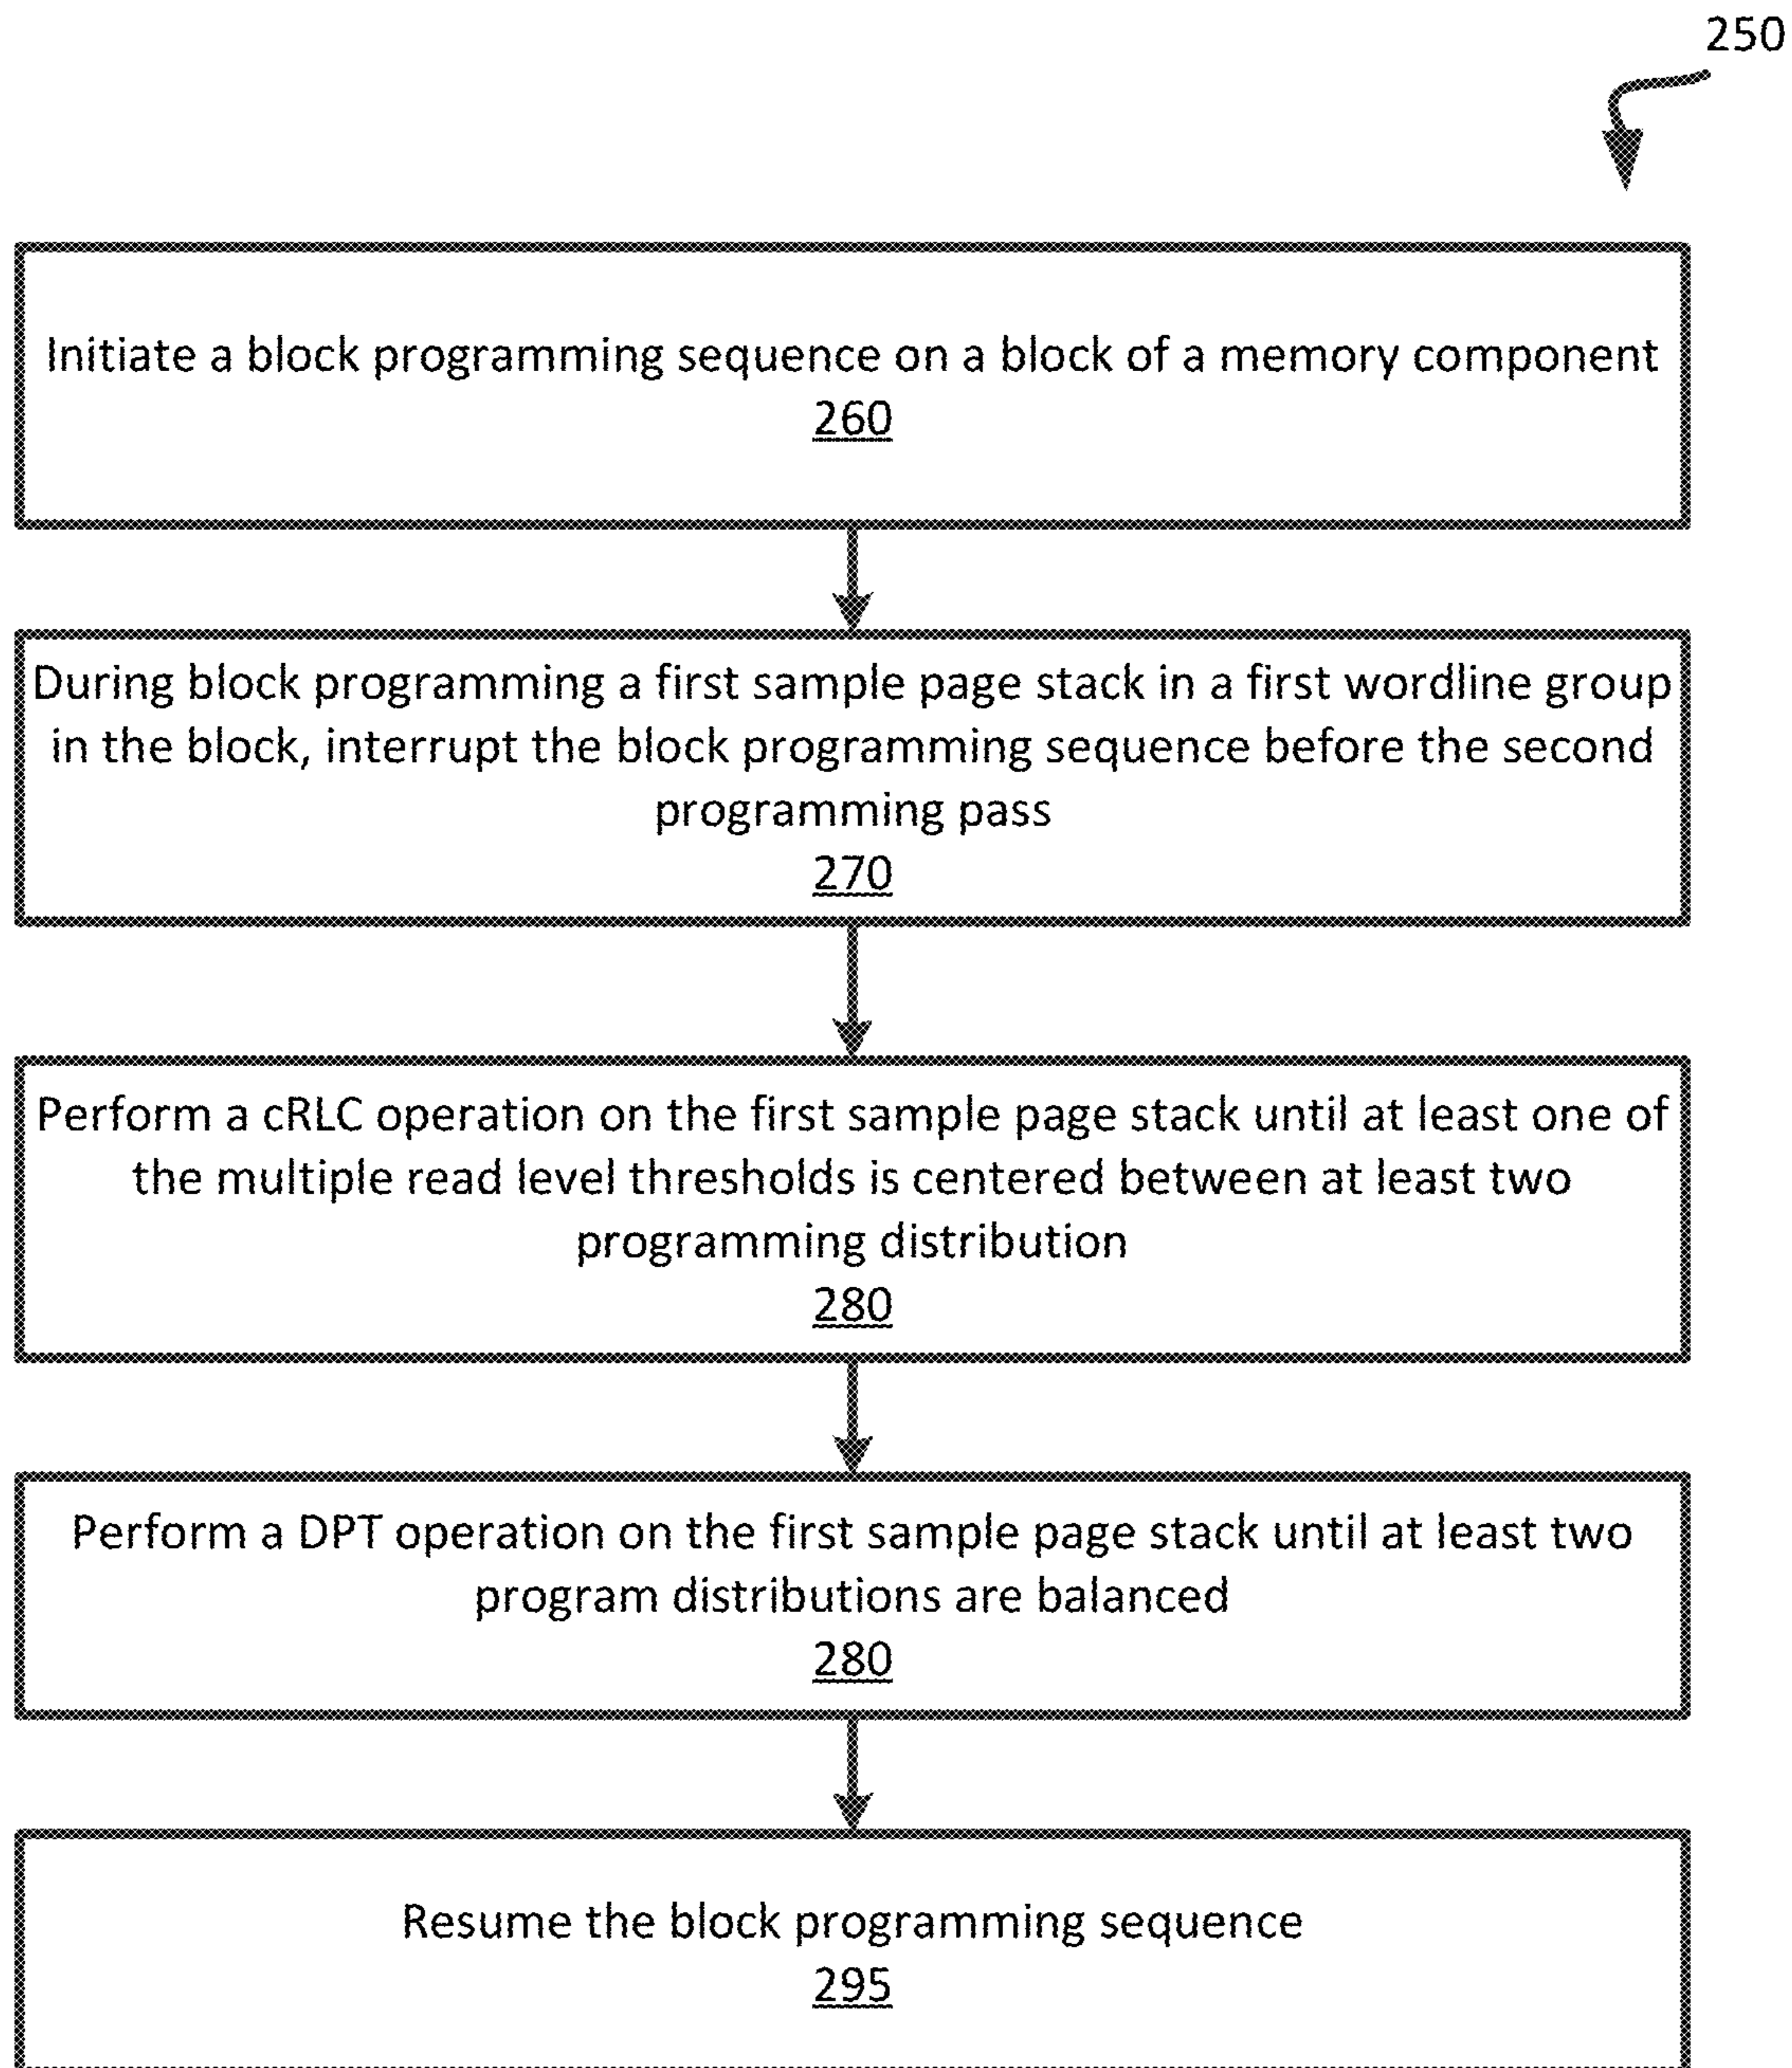 250
Initiate a block programming sequence on a block of a memory component
260
During block programming a first sample page stack in a first wordline group
in the block, interrupt the block programming sequence before the second
programming pass
270
Perform a cRLC operation on the first sample page stack until at least one of
the multiple read level thresholds is centered between at least two
programming distribution
280
Perform a DPT operation on the first sample page stack until at least two
program distributions are balanced
280
Resume the block programming sequence
295